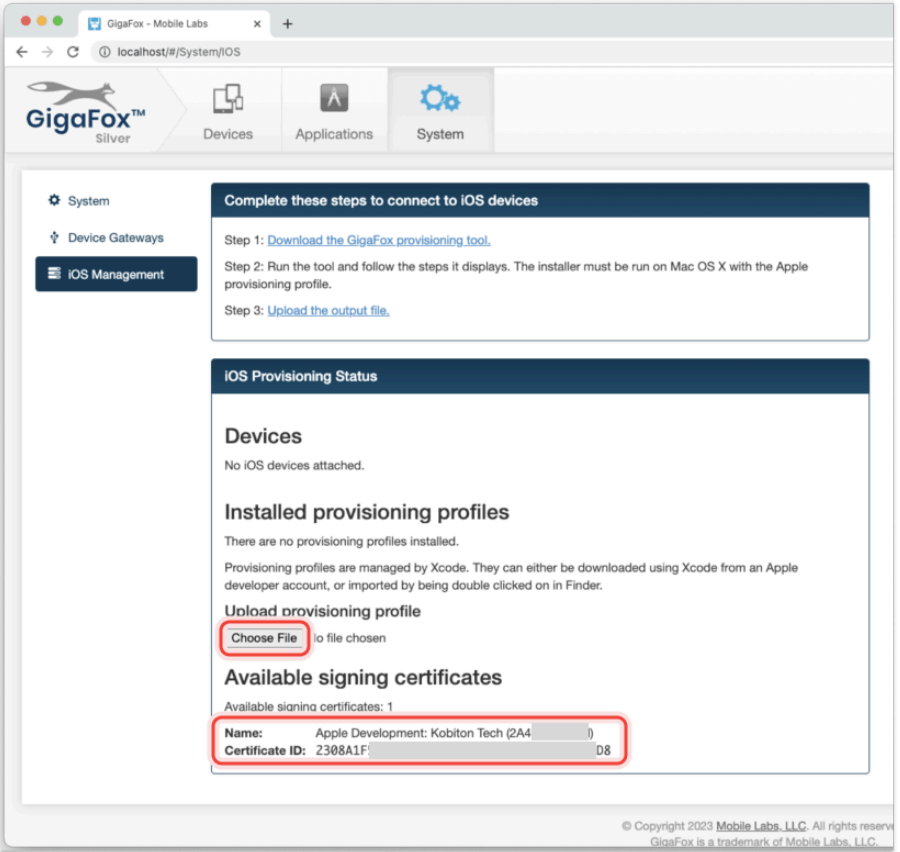 GigaFox - Mobile Labs
localhost/#/System/IOS
GigaFox™
Silver
Devices
Applications
System
System
Device Gateways
iOS Management
Complete these steps to connect to iOS devices
Step 1: Download the GigaFox provisioning tool.
Step 2: Run the tool and follow the steps it displays. The installer must be run on Mac OS X with the Apple
provisioning profile.
Step 3: Upload the output file.
iOS Provisioning Status
Devices
No iOS devices attached.
Installed provisioning profiles
There are no provisioning profiles installed.
Provisioning profiles are managed by Xcode. They can either be downloaded using Xcode from an Apple
developer account, or imported by being double clicked on in Finder.
Upload provisioning profile
Choose File file chosen
Available signing certificates
Available signing certificates: 1
Name: Apple Development: Kobiton Tech (2A4
Certificate ID: 2308A1F D8
© Copyright 2023 Mobile Labs, LLC. All rights
GigaFox is a trademark of Mobile Labs, LLC.